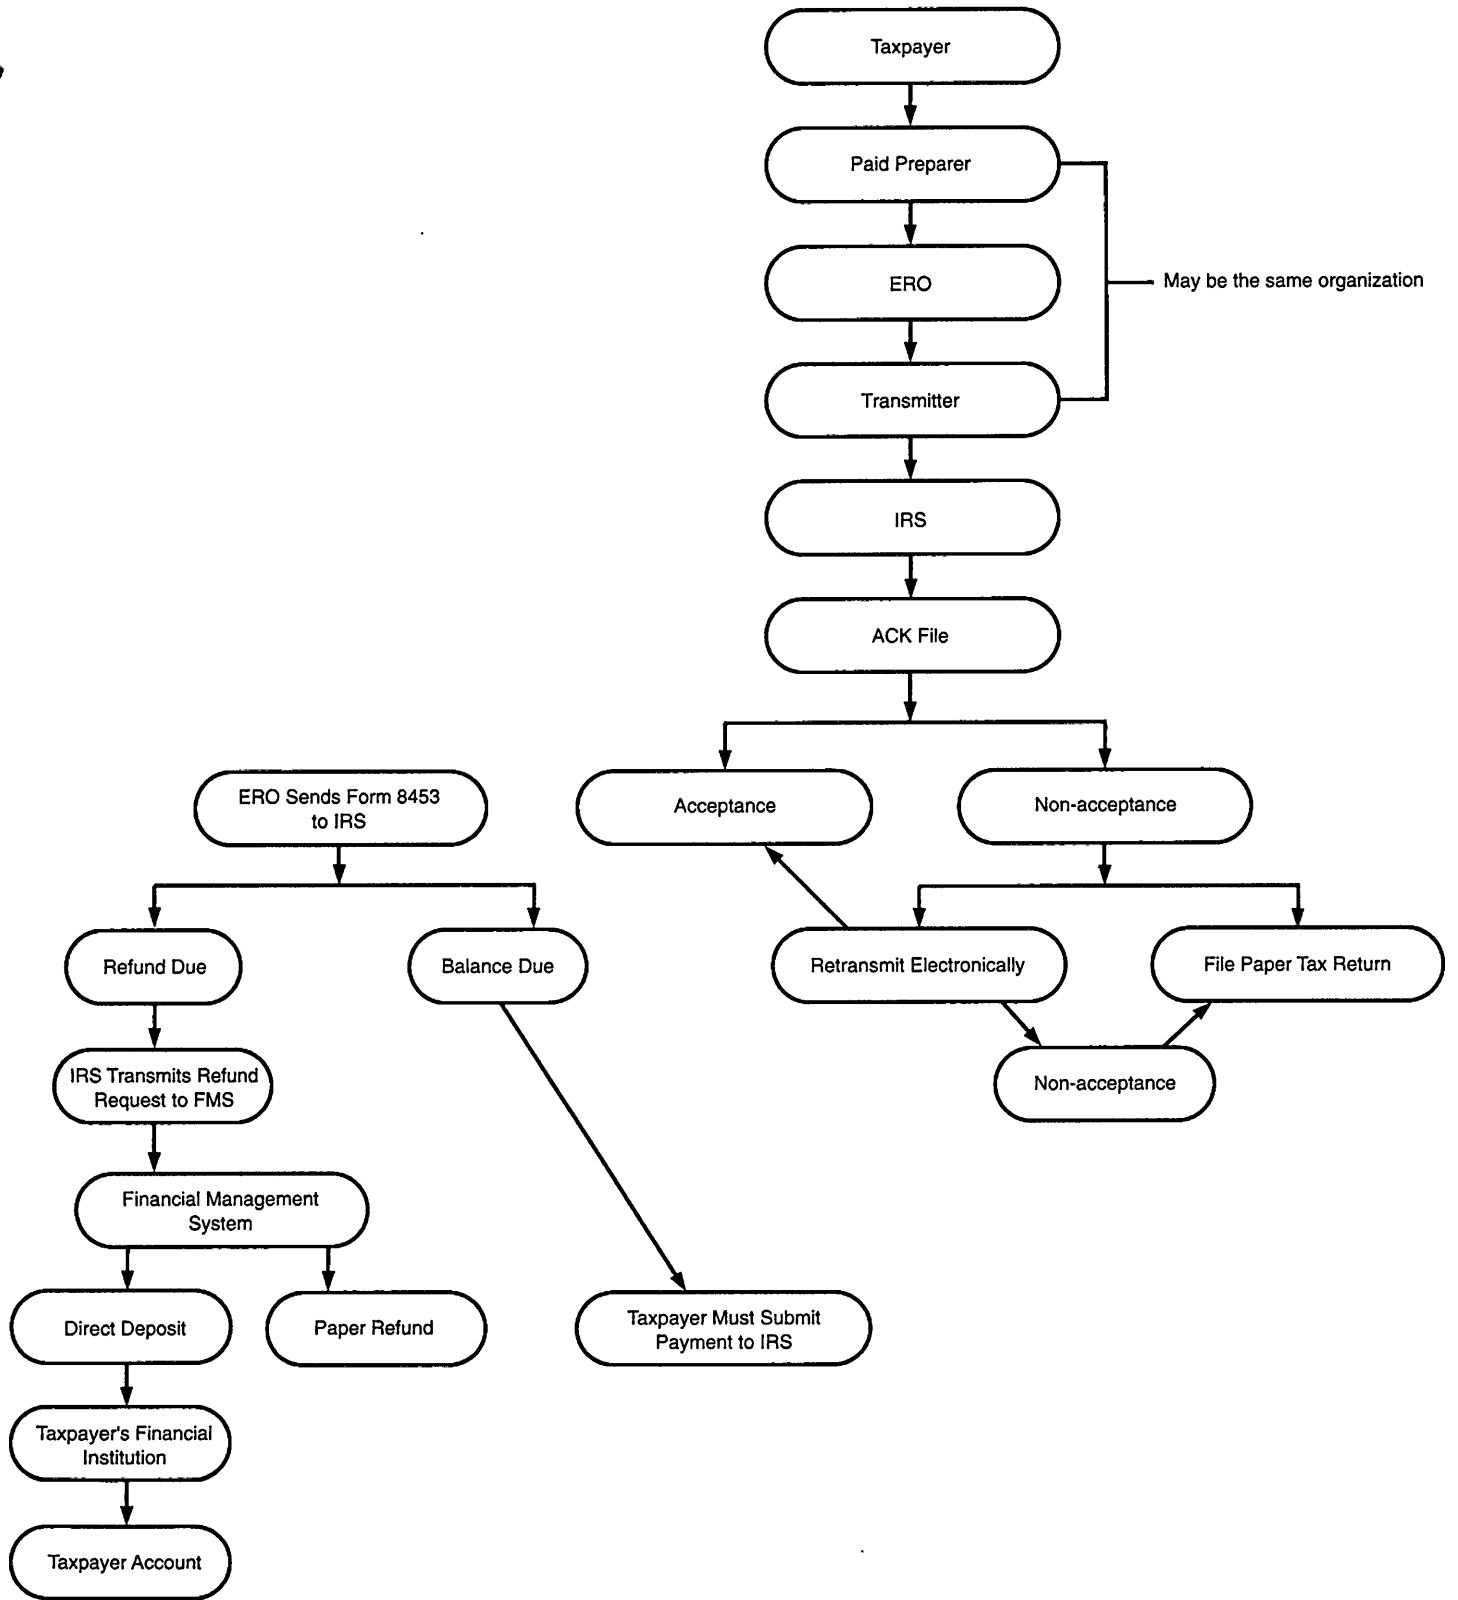 Taxpayer
Paid Preparer
ERO
May be the same organization
Transmitter
IRS
ACK File
ERO Sends Form 8453
to IRS
Acceptance
Non-acceptance
Refund Due
Balance Due
Retransmit Electronically
File Paper Tax Return
IRS Transmits Refund
Request to FMS
Non-acceptance
Financial Management
System
Direct Deposit
Paper Refund
Taxpayer Must Submit
Payment to IRS
Taxpayer's Financial
Institution
Taxpayer Account